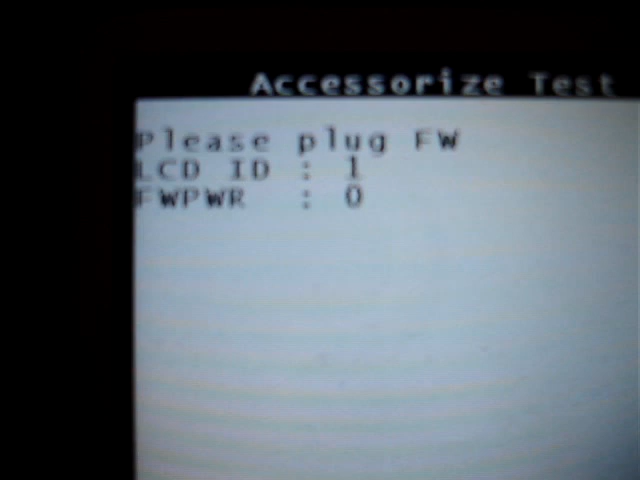 Accessorize Test
Please plug FW
LCD ID : 1
FWPWR : 0